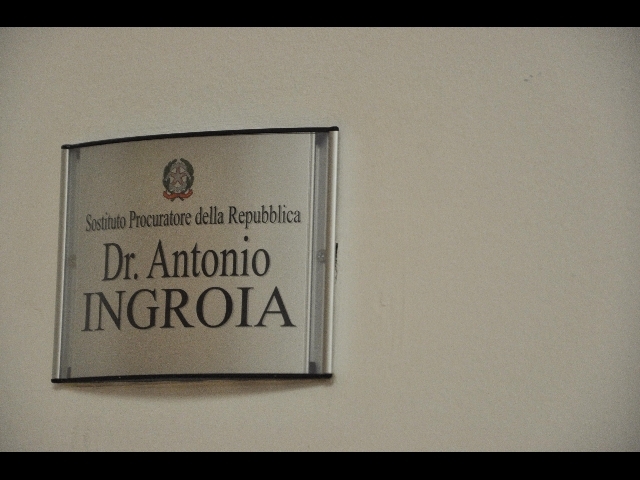 Sostituto Procuratore della Repubblica
Dr. Antonio
INGROIA